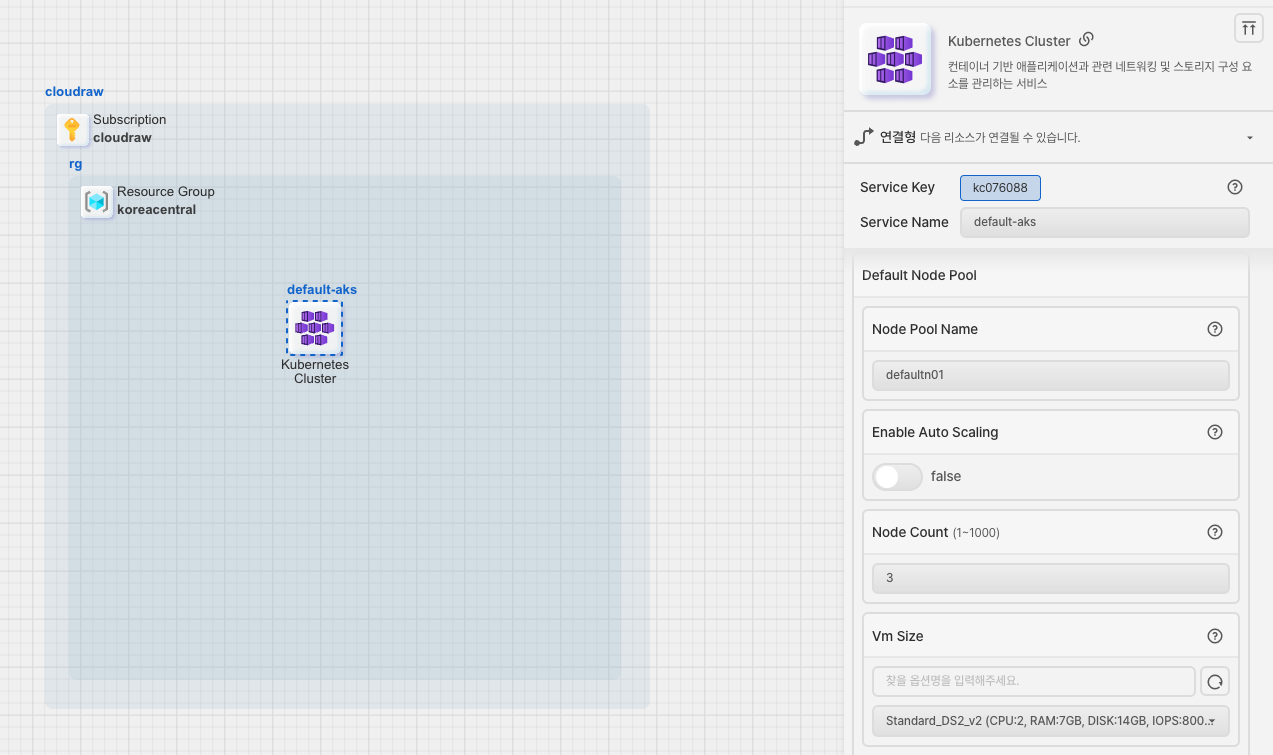 cloudraw
Subscription
cloudraw
rg
Resource Group
koreacentral
default-aks
Kubernetes
Cluster
Kubernetes Cluster
컨테이너 기반 애플리케이션과 관련 네트워킹 및 스토리지 구성 요
소를 관리하는 서비스
연결형 다음 리소스가 연결될 수 있습니다.
Service Key kc076088
Service Name default-aks
Default Node Pool
Node Pool Name
defaultn01
Enable Auto Scaling
false
Node Count (1~1000)
3
Vm Size
찾을 옵션명을 입력해주세요.
Standard_DS2_v2 (CPU:2, RAM:7GB, DISK:14GB, IOPS:800...